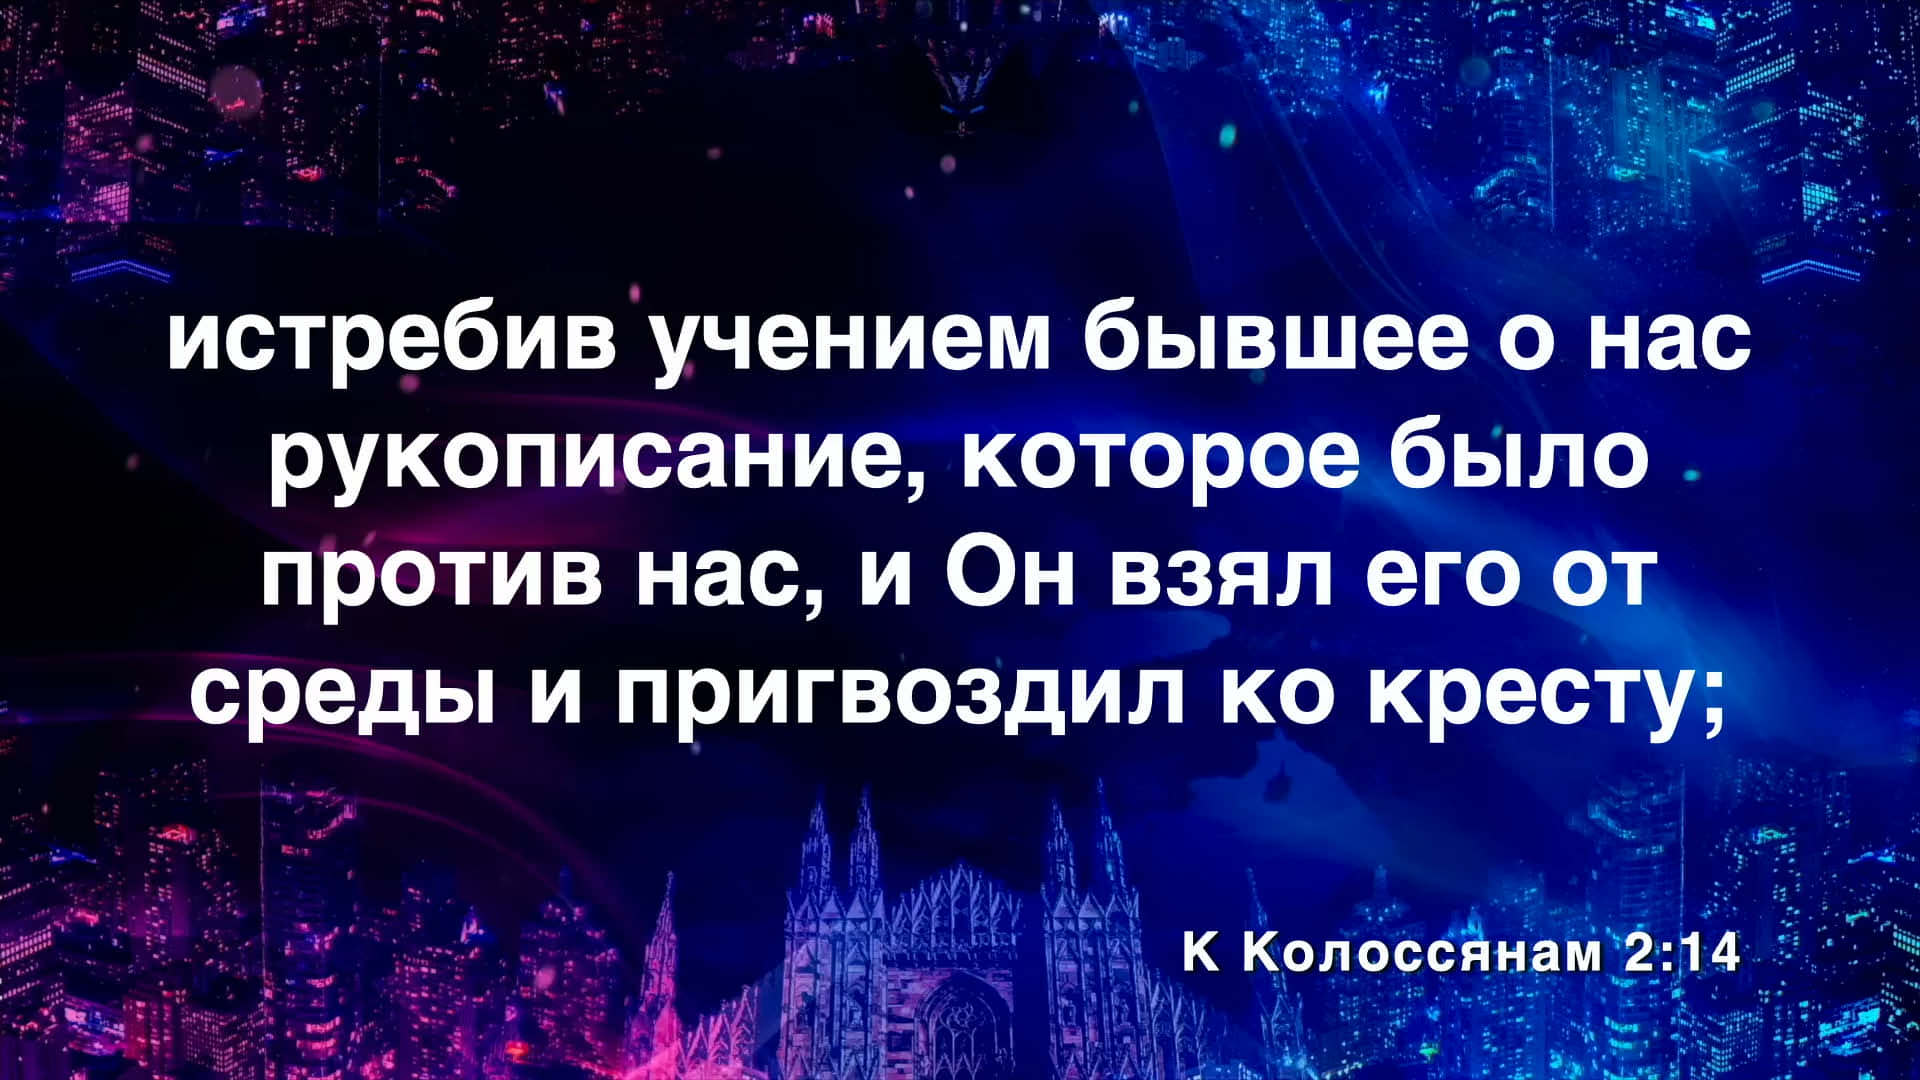 истребив учением бывшее о нас
рукописание, которое было
против нас, и Он взял его от
среды и пригвоздил ко кресту;
К Колоссянам 2:14